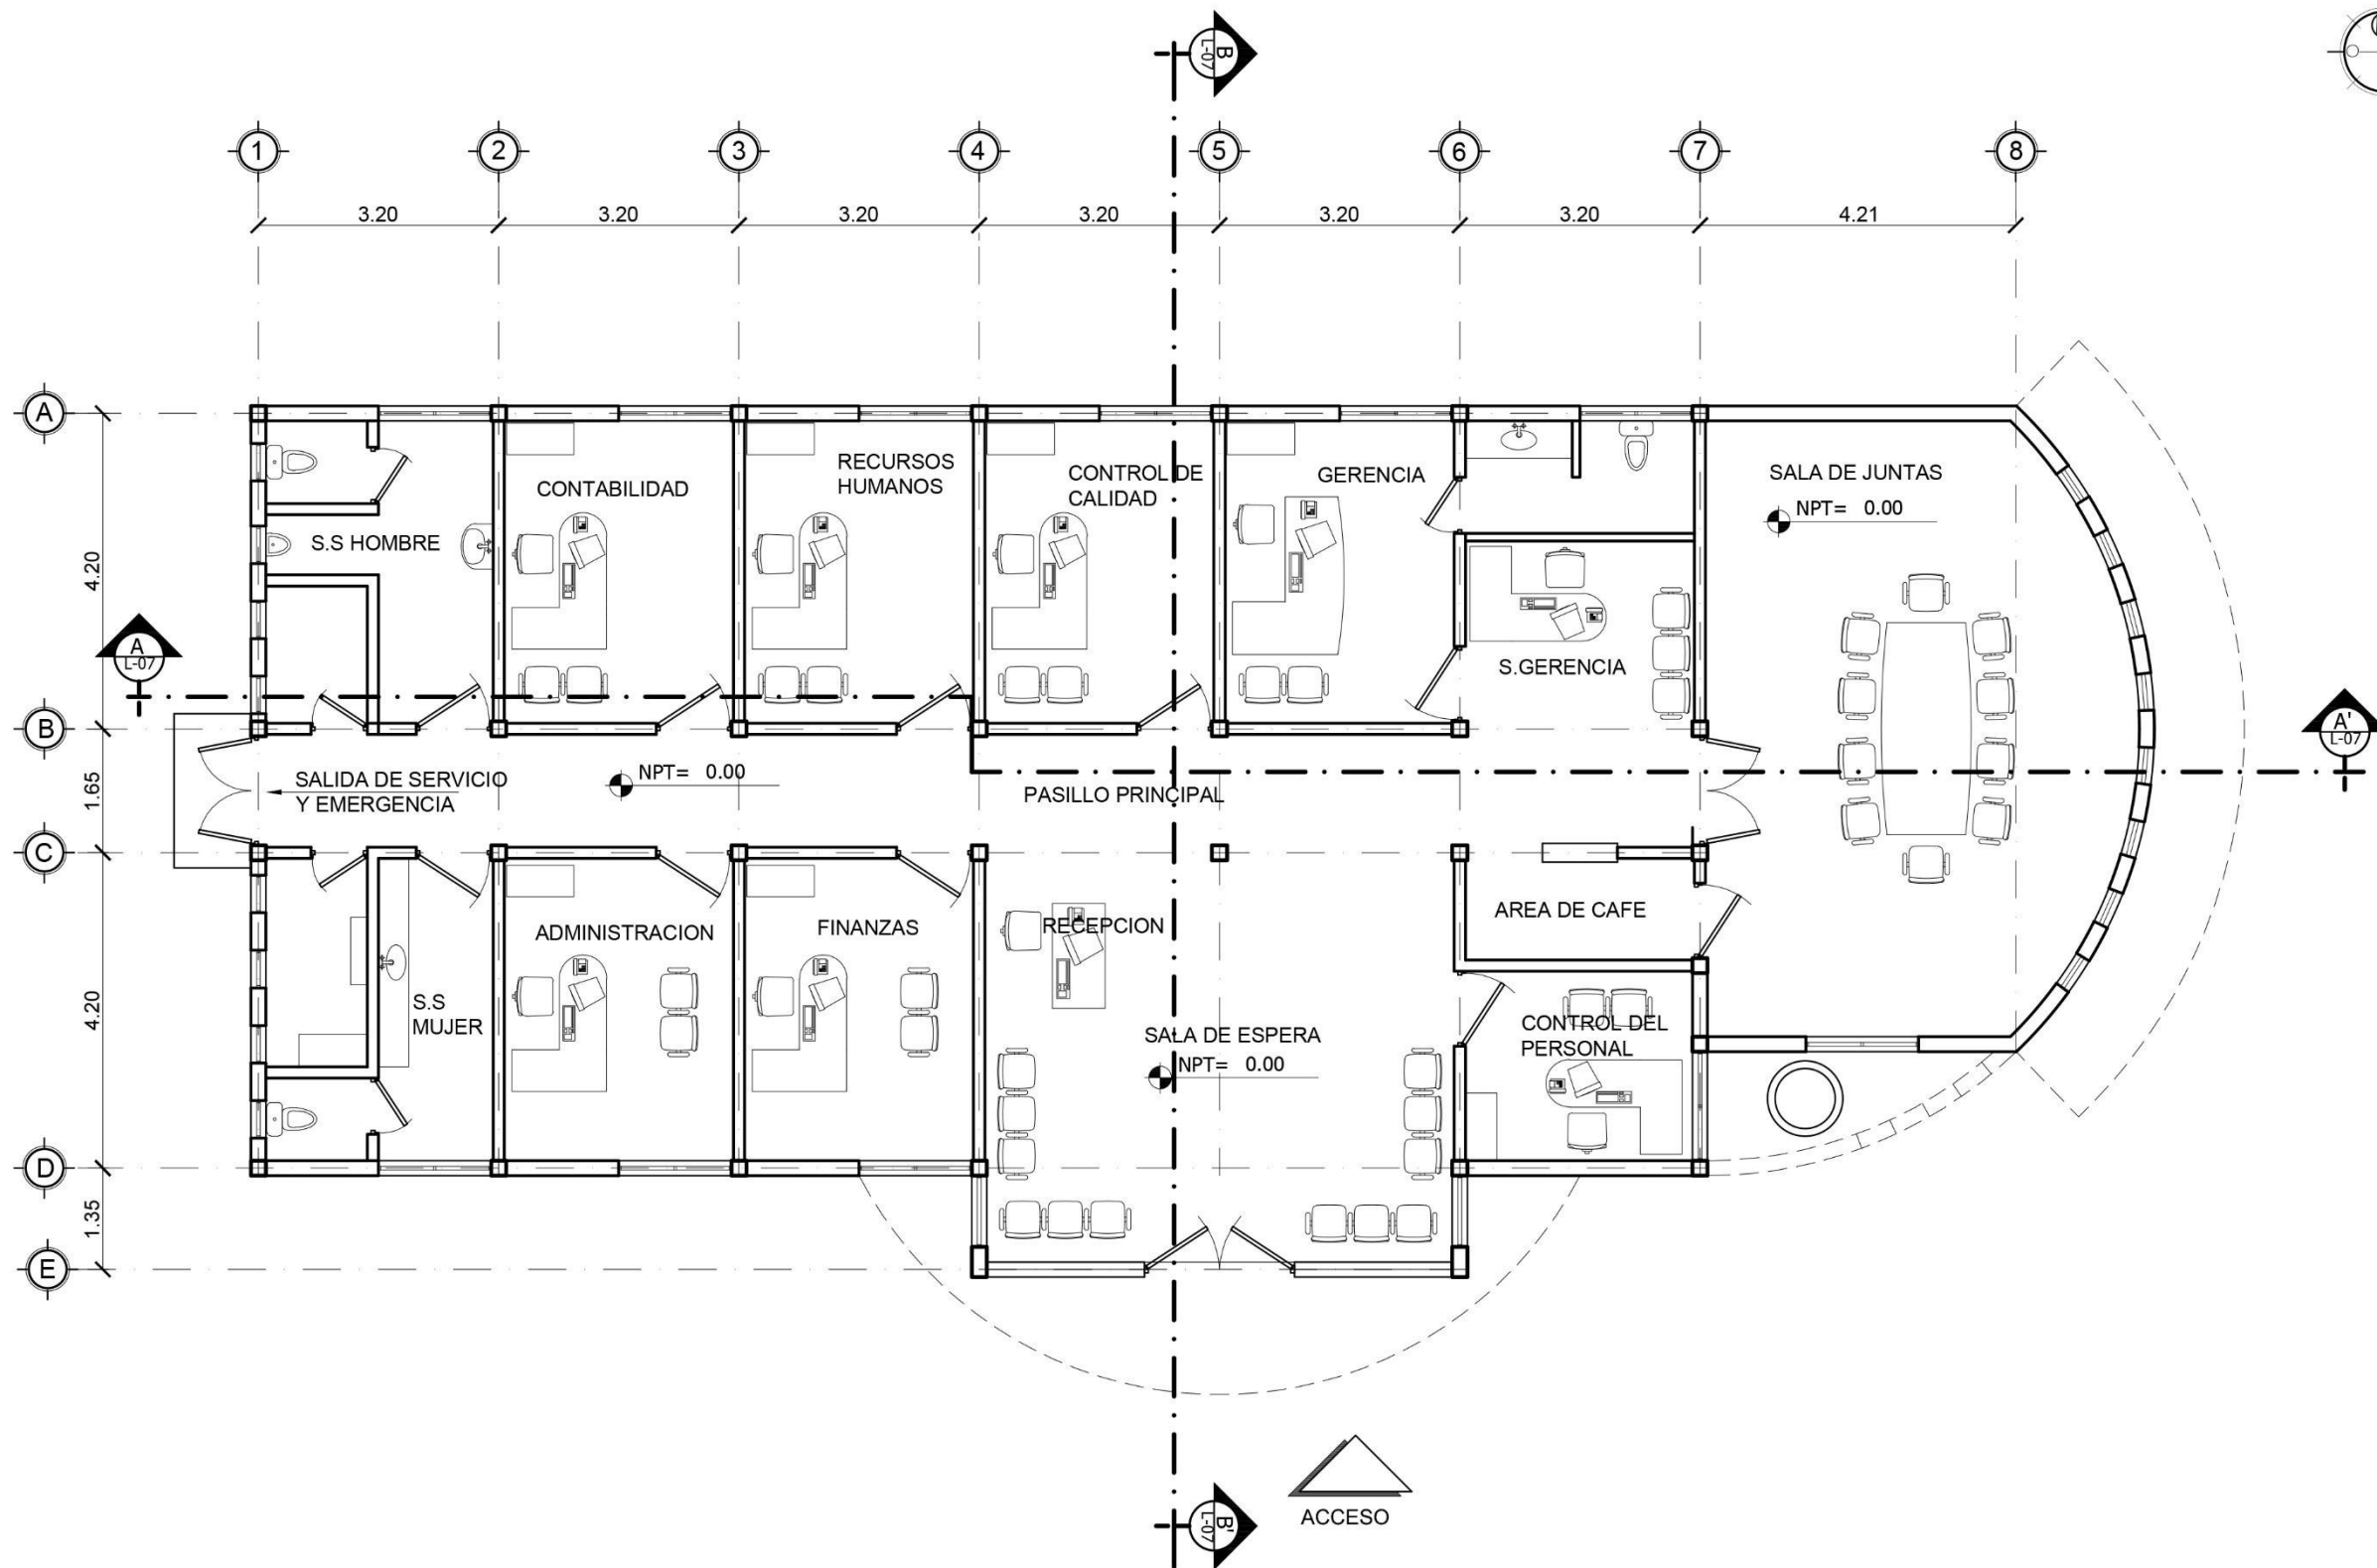 B
L-07
1
2
3
4
5
6
7
8
3.20
3.20
3.20
3.20
3.20
3.20
4.21
A
B
C
D
E
4.20
1.65
4.20
1.35
A
L-07
A'
L-07
S.S HOMBRE
CONTABILIDAD
RECURSOS
HUMANOS
CONTROL DE
CALIDAD
GERENCIA
S.GERENCIA
SALA DE JUNTAS
NPT= 0.00
SALIDA DE SERVICIO
Y EMERGENCIA
NPT= 0.00
PASILLO PRINCIPAL
S.S
MUJER
ADMINISTRACION
FINANZAS
RECEPCION
AREA DE CAFE
SALA DE ESPERA
NPT= 0.00
CONTROL DEL
PERSONAL
ACCESO
B'
L-07